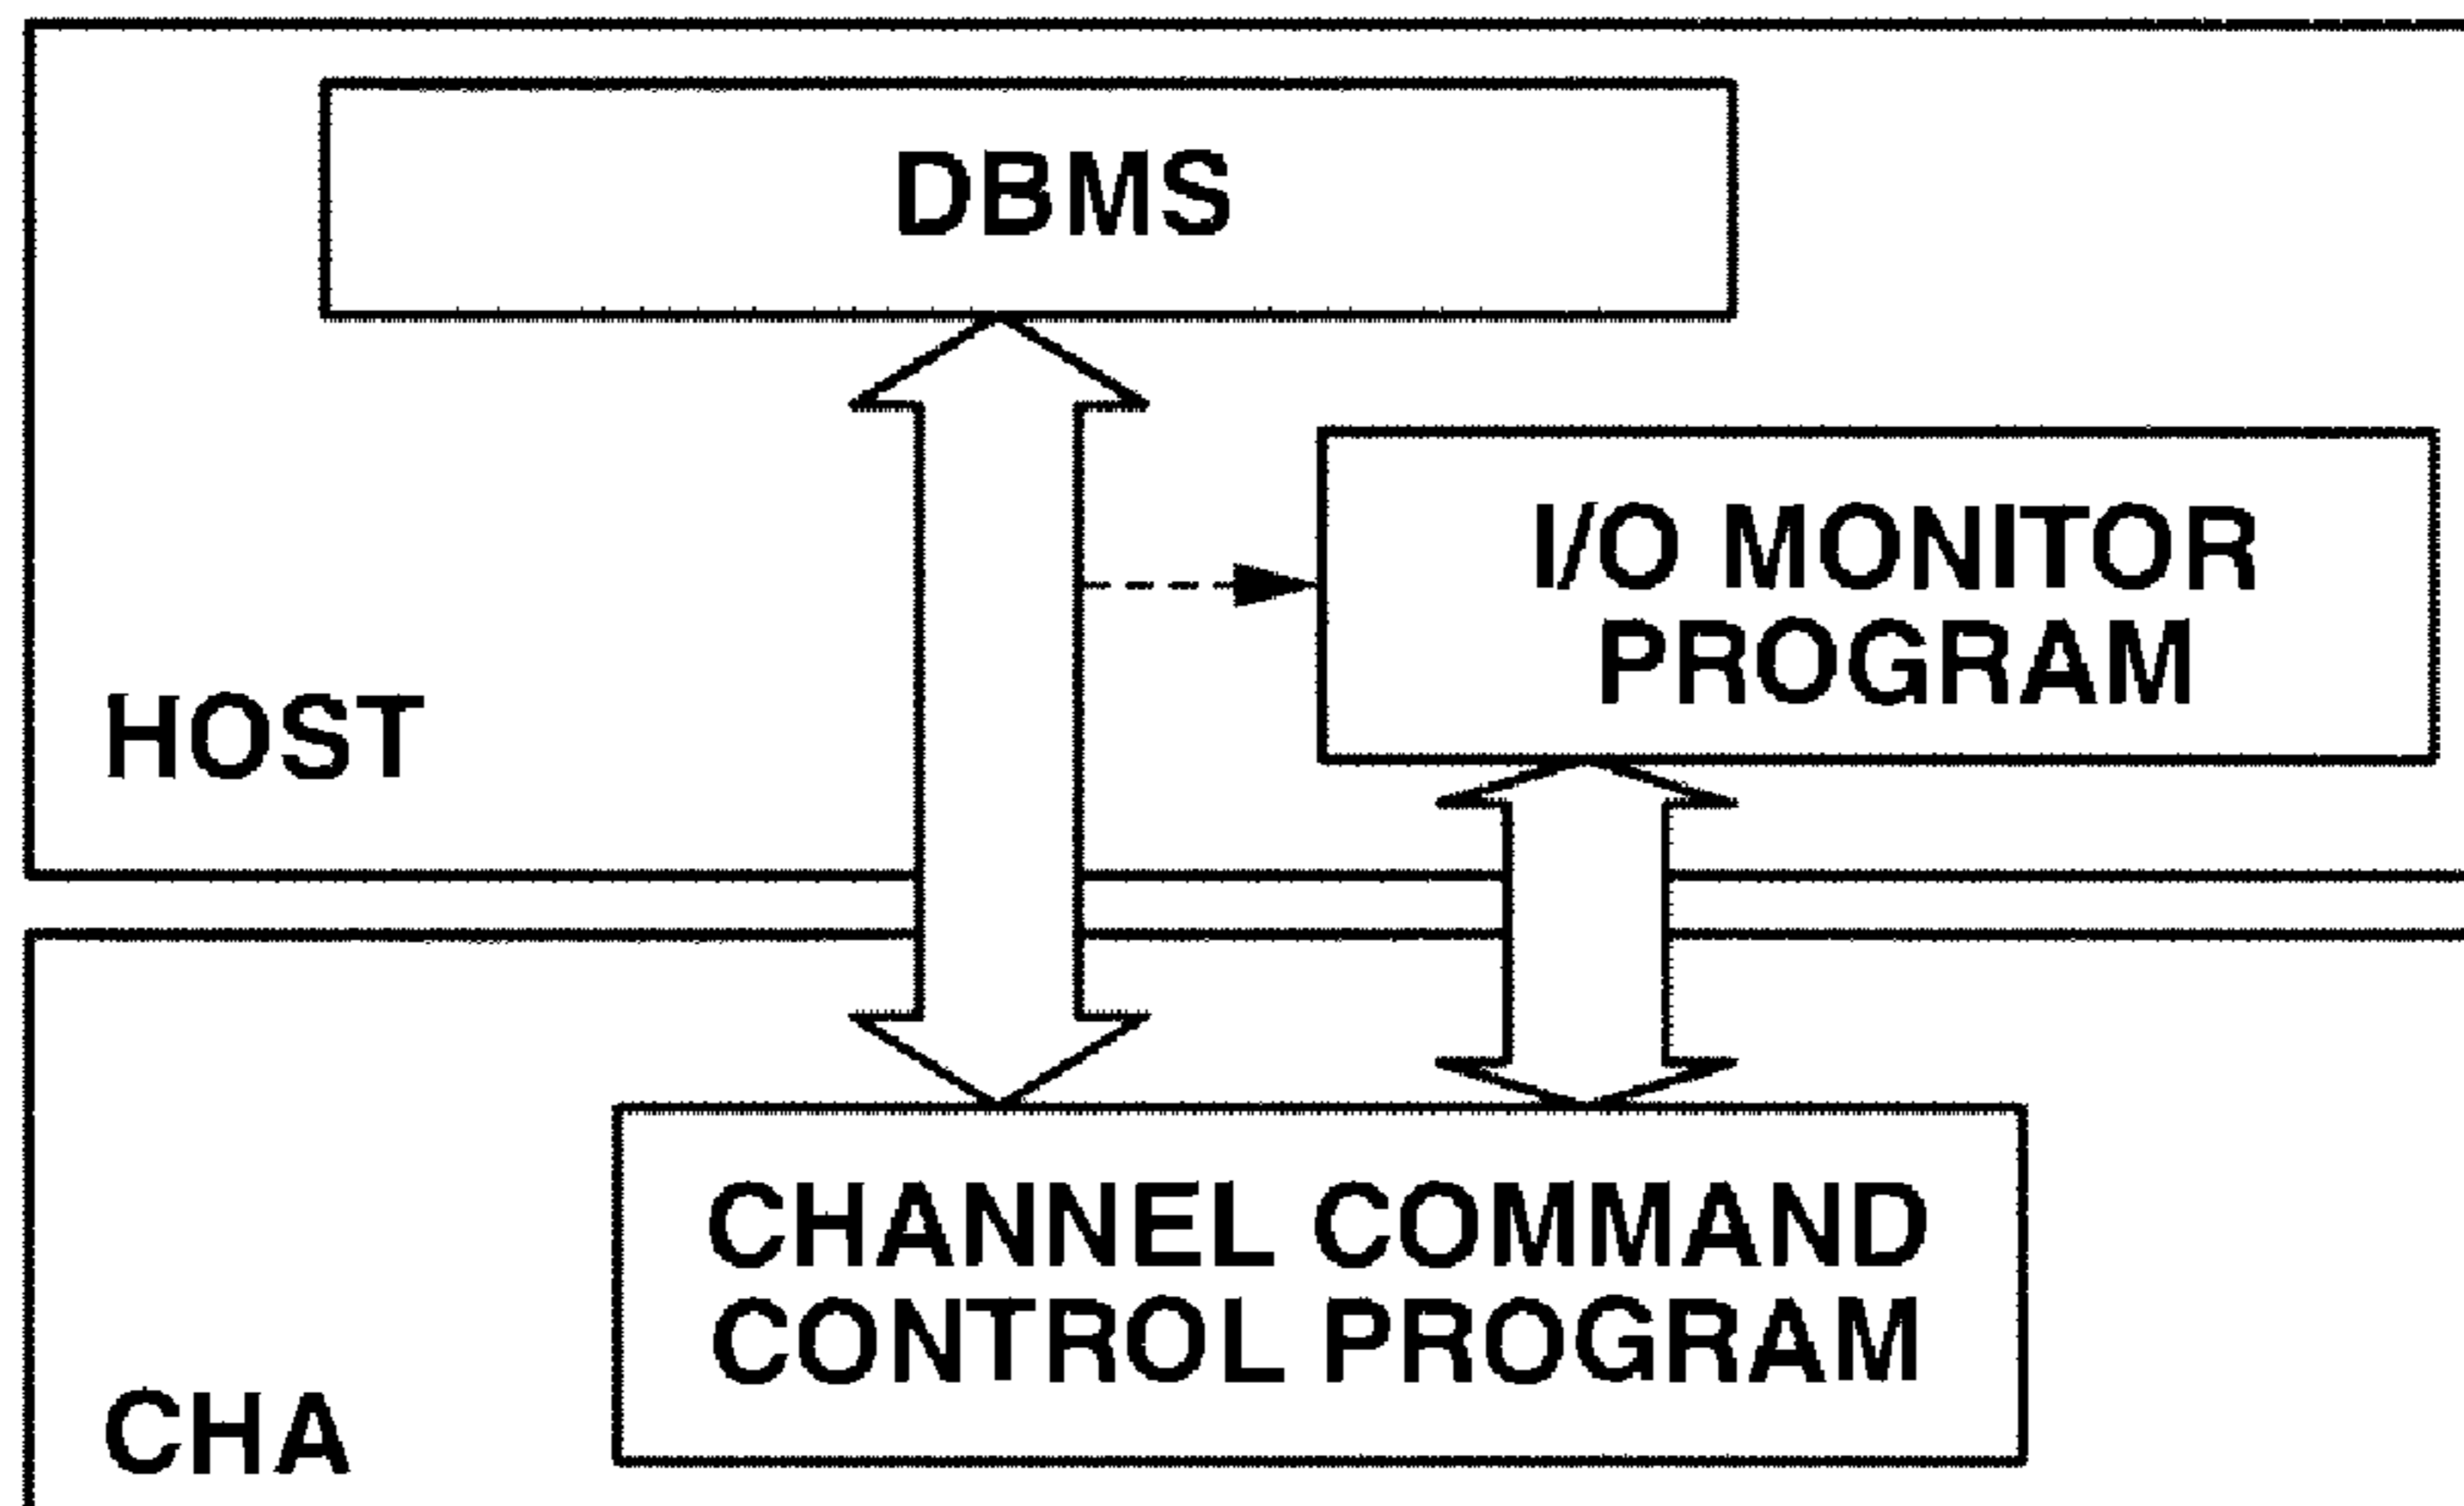 DBMS
I/O MONITOR
PROGRAM
HOST
CHANNEL COMMAND
CONTROL PROGRAM
CHA